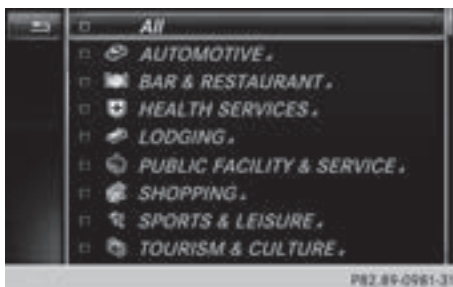 All
AUTOMOTIVE
BAR & RESTAURANT
HEALTH SERVICES
LODGING
PUBLIC FACILITY & SERVICE
SHOPPING
SPORTS & LEISURE
TOURISM & CULTURE
P82.89-0981-31